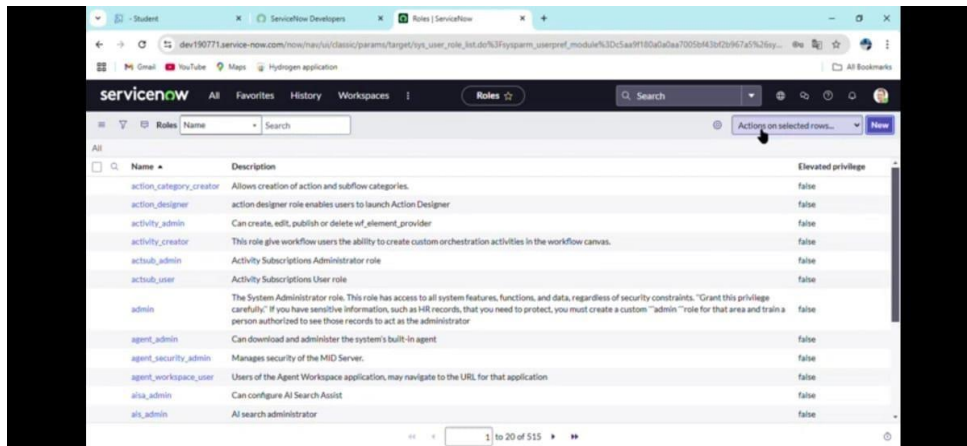 - Student
ServiceNow Developers
Roles | ServiceNow
dev190771.service-now.com/now/nav/ui/classic/params/target/sys_user_role_list.do%3Fsysparm_userpref_module%3Dc5aa9f180a0a0aa7005bf43bf2b967a5%26sy...
Gmail YouTube Maps Hydrogen application
All Bookmarks
servicenow All Favorites History Workspaces
Roles
Search
Roles Name Search
Actions on selected rows... New
All
Name Description Elevated privilege
action_category_creator Allows creation of action and subflow categories. false
action_designer action designer role enables users to launch Action Designer false
activity_admin Can create, edit, publish or delete wf_element_provider false
activity_creator This role give workflow users the ability to create custom orchestration activities in the workflow canvas. false
actsub_admin Activity Subscriptions Administrator role false
actsub_user Activity Subscriptions User role false
The System Administrator role. This role has access to all system features, functions, and data, regardless of security constraints. "Grant this privilege
admin carefully." If you have sensitive information, such as HR records, that you need to protect, you must create a custom ""admin ""role for that area and train a false
person authorized to see those records to act as the administrator
agent_admin Can download and administer the system's built-in agent false
agent_security_admin Manages security of the MID Server. false
agent_workspace_user Users of the Agent Workspace application, may navigate to the URL for that application false
aisa_admin Can configure AI Search Assist false
ais_admin AI search administrator false
1 to 20 of 515